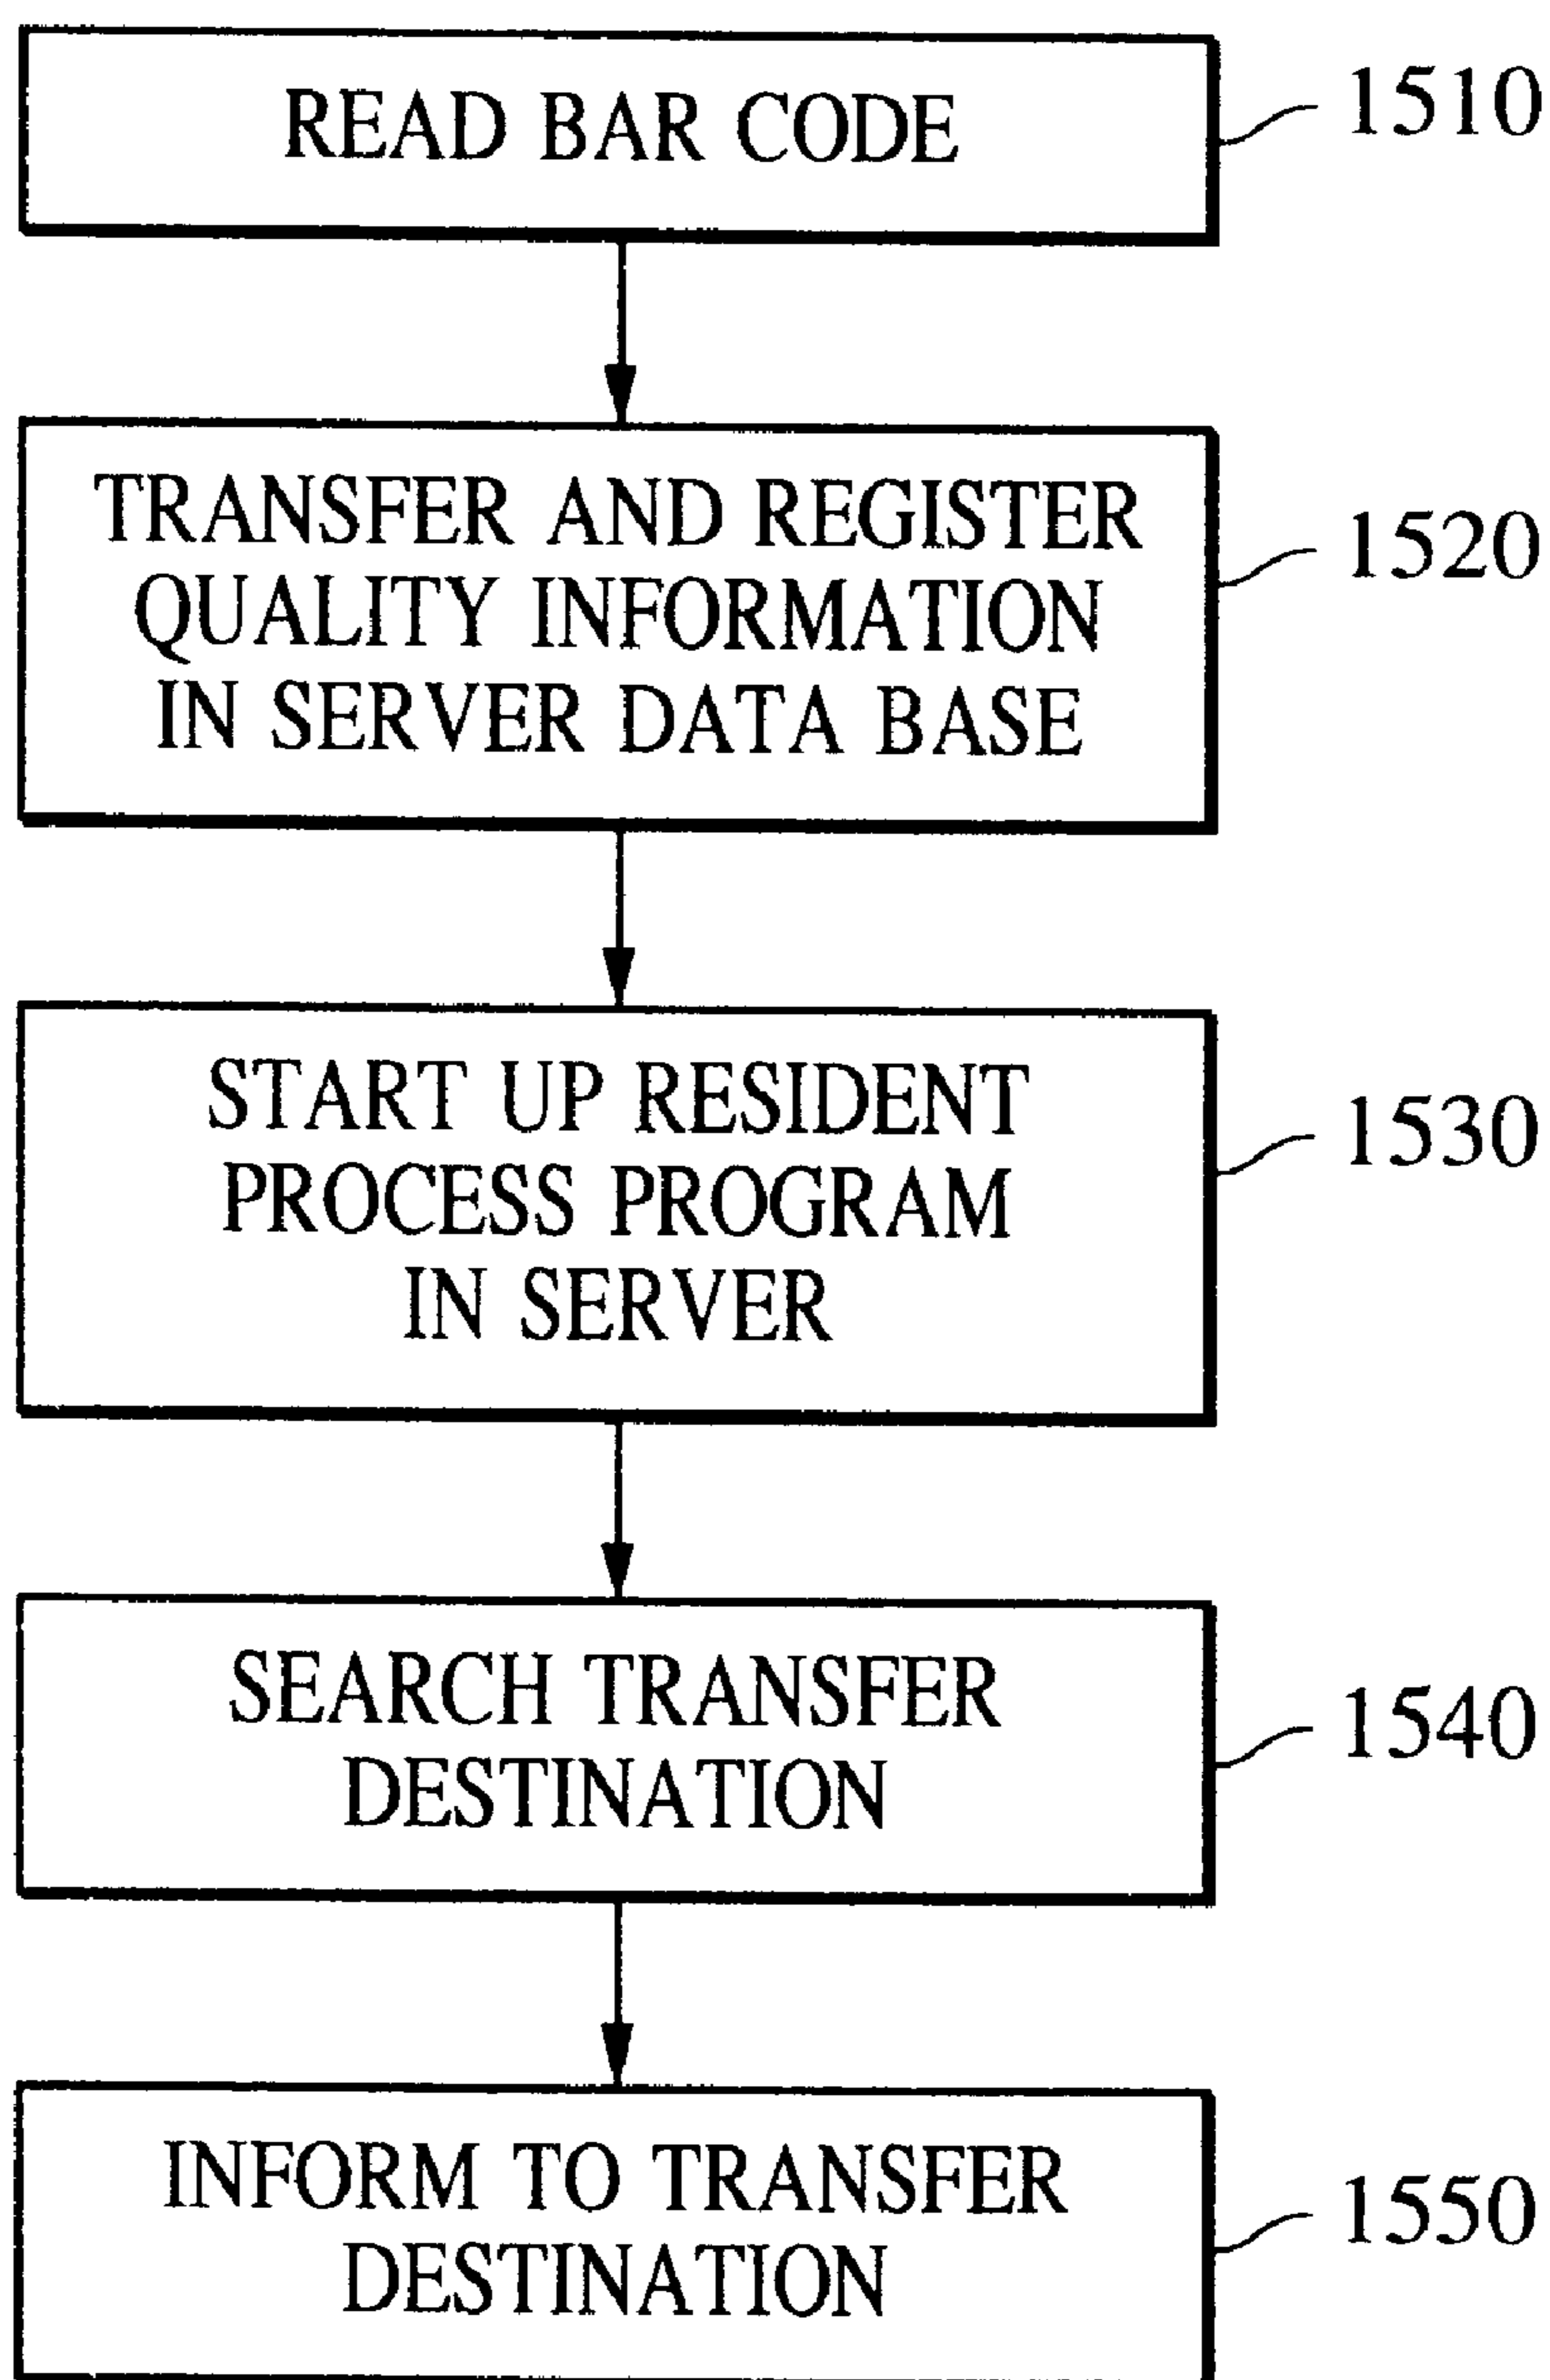 READ BAR CODE
1510
TRANSFER AND REGISTER
QUALITY INFORMATION
IN SERVER DATA BASE
1520
START UP RESIDENT
PROCESS PROGRAM
IN SERVER
1530
SEARCH TRANSFER
DESTINATION
1540
INFORM TO TRANSFER
DESTINATION
1550